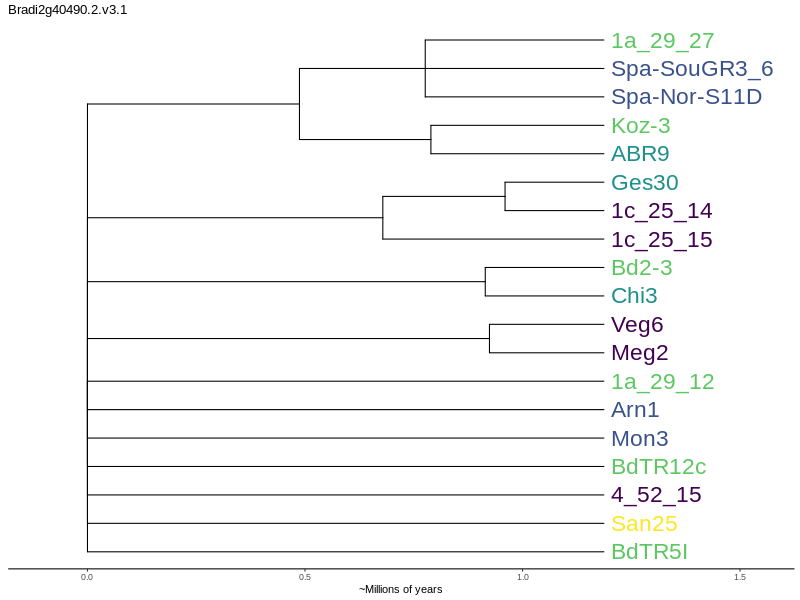 Bradi2g40490.2.v3.1
1a_29_27
Spa-SouGR3_6
Spa-Nor-S11D
Koz-3
ABR9
Ges30
1c_25_14
1c_25_15
Bd2-3
Chi3
Veg6
Meg2
1a_29_12
Arn1
Mon3
BdTR12c
4_52_15
San25
BdTR5I
0.0 0.5 1.0 1.5
~Millions of years